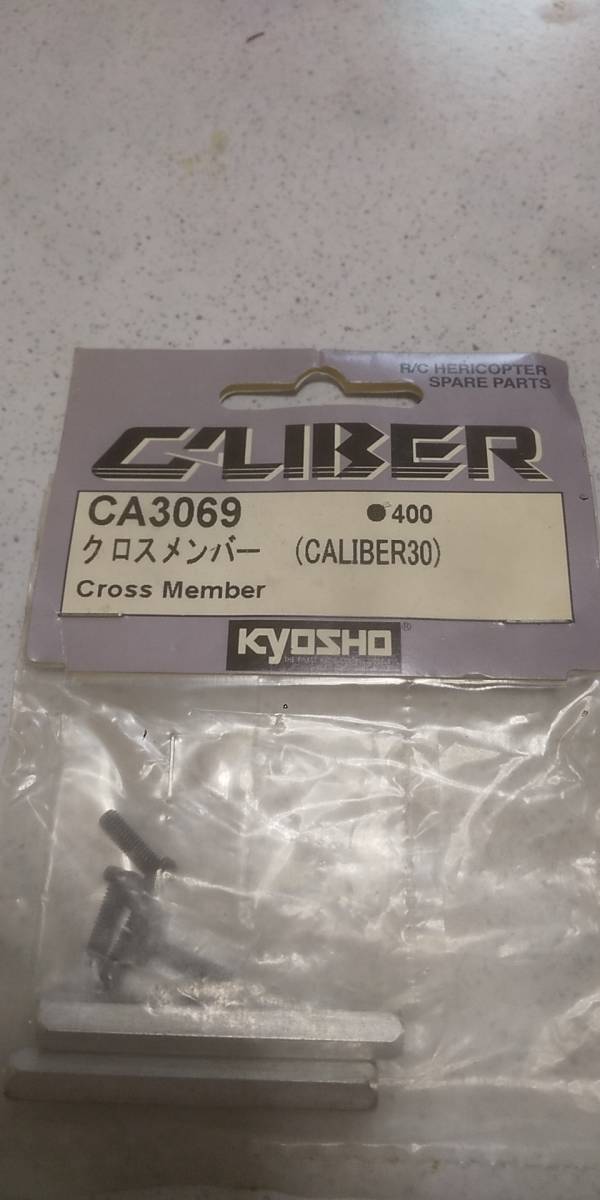 R/C HERICOPTER
SPARE PARTS
CALIBER
CA3069 ●400
クロスメンバー (CALIBER30)
Cross Member
KYOSHO®